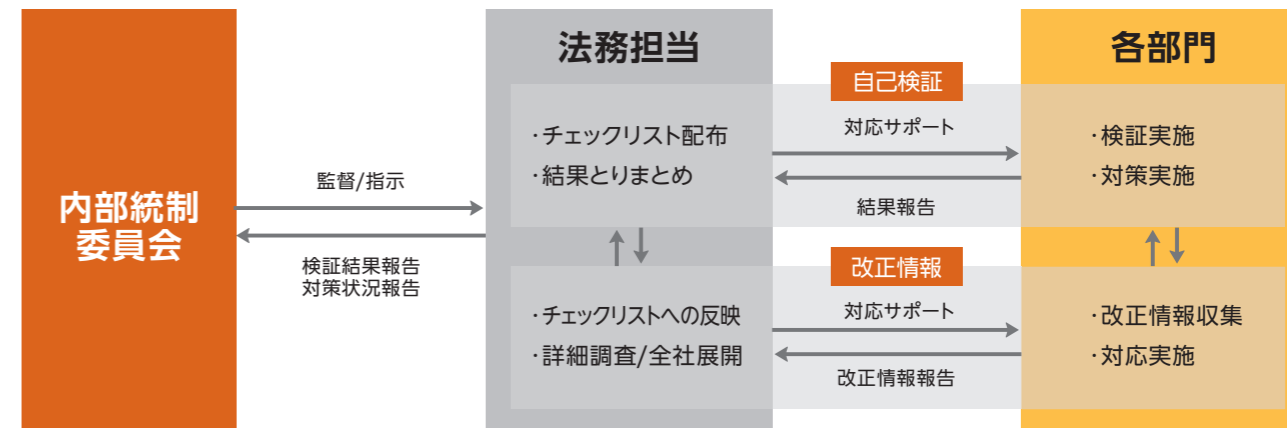 内部統制
委員会
監督/指示
検証結果報告
対策状況報告
法務担当
・チェックリスト配布
・結果とりまとめ
・チェックリストへの反映
・詳細調査/全社展開
自己検証
対応サポート
結果報告
改正情報
対応サポート
改正情報報告
各部門
・検証実施
・対策実施
・改正情報収集
・対応実施